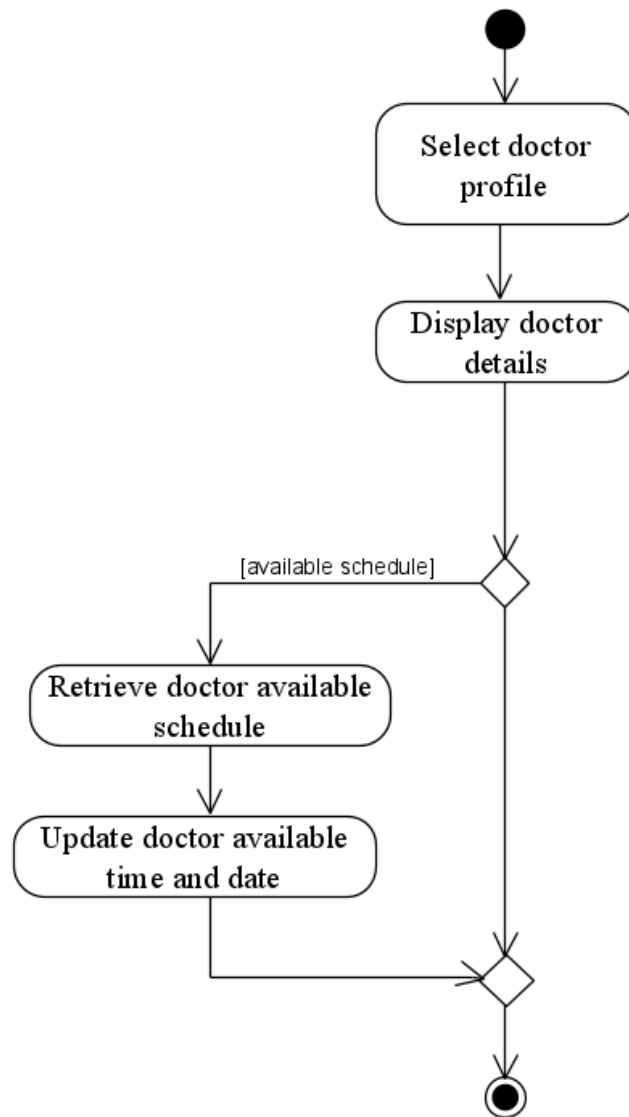 Select doctor
profile
Display doctor
details
[available schedule]
Retrieve doctor available
schedule
Update doctor available
time and date